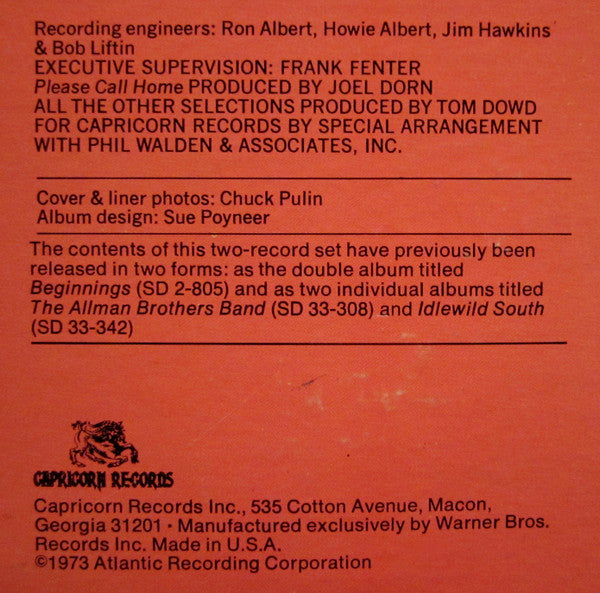 Recording engineers: Ron Albert, Howie Albert, Jim Hawkins
& Bob Liftin
EXECUTIVE SUPERVISION: FRANK FENTER
Please Call Home PRODUCED BY JOEL DORN
ALL THE OTHER SELECTIONS PRODUCED BY TOM DOWD
FOR CAPRICORN RECORDS BY SPECIAL ARRANGEMENT
WITH PHIL WALDEN & ASSOCIATES, INC.
Cover & liner photos: Chuck Pulin
Album design: Sue Poyneer
The contents of this two-record set have previously been
released in two forms: as the double album titled
Beginnings (SD 2-805) and as two individual albums titled
The Allman Brothers Band (SD 33-308) and Idlewild South
(SD 33-342)
CAPRICORN RECORDS
Capricorn Records Inc., 535 Cotton Avenue, Macon,
Georgia 31201 • Manufactured exclusively by Warner Bros.
Records Inc. Made in U.S.A.
©1973 Atlantic Recording Corporation